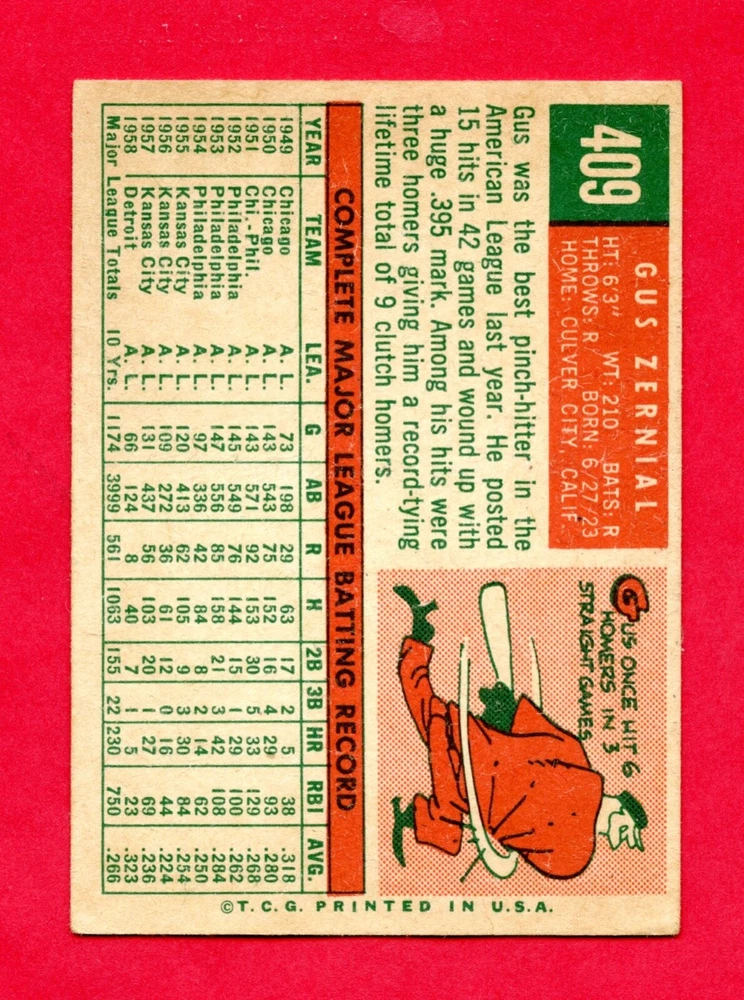 409
GUS ZERNIAL
HT: 6'3" WT: 210 BATS: R
THROWS: R BORN: 6/27/23
HOME: CULVER CITY, CALIF
Gus was the best pinch-hitter in the
American League last year. He posted
15 hits in 42 games and wound up with
a huge .395 mark. Among his hits were
three homers giving him a record-tying
lifetime total of 9 clutch homers.
GUS ONCE HIT 6
HOMERS IN 3
STRAIGHT GAMES
COMPLETE MAJOR LEAGUE BATTING RECORD
YEAR TEAM LEA. G AB R H 2B 3B HR RBI AVG.
1949 Chicago A. L. 73 198 29 63 17 2 5 38 .318
1950 Chicago A. L. 143 543 75 152 16 4 29 93 .280
1951 Chi.-Phil. A. L. 143 571 92 153 30 5 33 129 .268
1952 Philadelphia A. L. 145 549 76 144 15 1 29 100 .262
1953 Philadelphia A. L. 147 556 85 158 21 3 42 108 .284
1954 Philadelphia A. L. 97 336 42 84 8 2 14 62 .250
1955 Kansas City A. L. 120 413 62 105 9 3 30 84 .254
1956 Kansas City A. L. 109 272 36 61 12 0 16 44 .224
1957 Kansas City A. L. 131 437 56 103 20 1 27 69 .236
1958 Detroit A. L. 66 124 8 40 7 1 5 23 .323
Major League Totals 10 Yrs. 1174 3999 561 1063 155 22 230 750 .266
©T.C.G. PRINTED IN U.S.A.